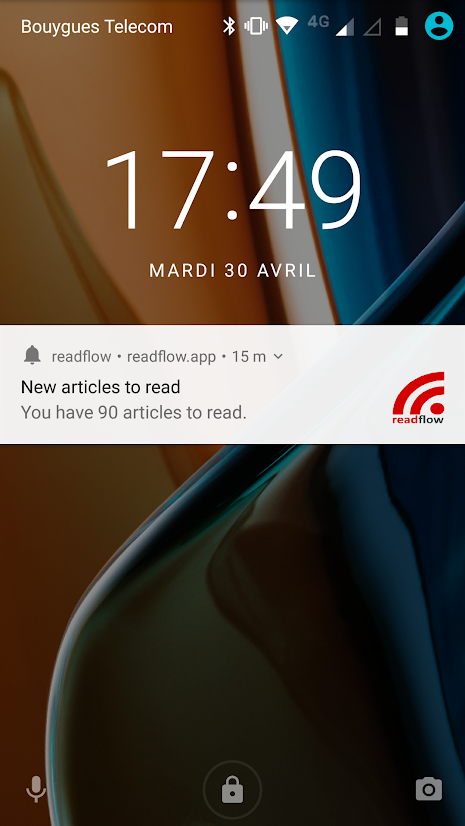 Bouygues Telecom 4G
17:49
MARDI 30 AVRIL
readflow • readflow.app • 15 m
New articles to read
You have 90 articles to read.
readflow